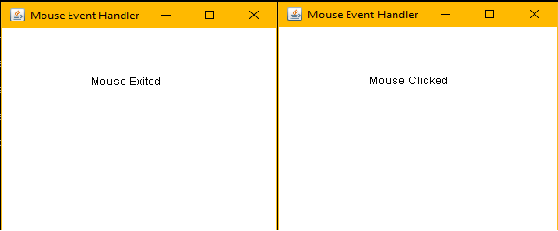 Mouse Event Handler
Mouse Exited
Mouse Event Handler
Mouse Clicked